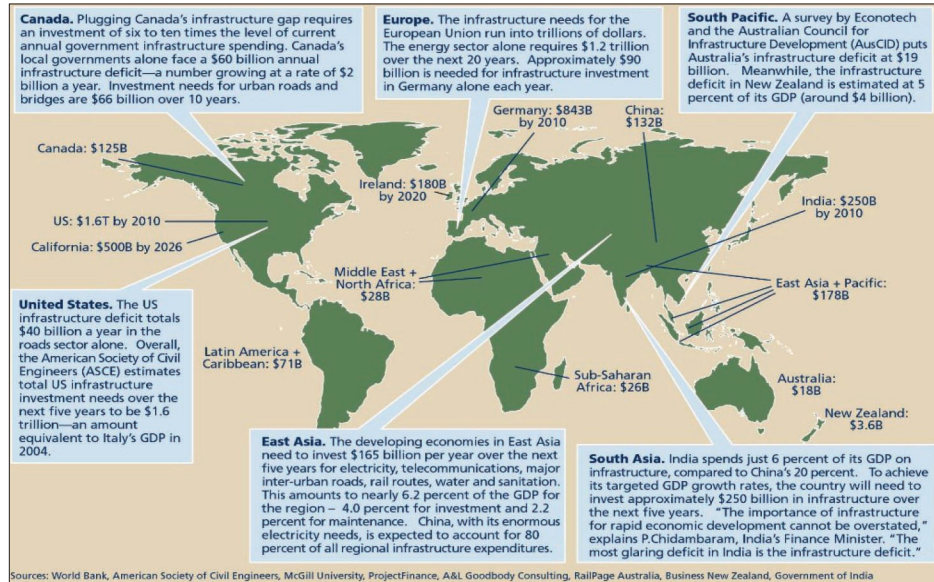 Canada. Plugging Canada's infrastructure gap requires
an investment of six to ten times the level of current
annual government infrastructure spending. Canada's
local governments alone face a $60 billion annual
infrastructure deficit—a number growing at a rate of $2
billion a year. Investment needs for urban roads and
bridges are $66 billion over 10 years.
Europe. The infrastructure needs for the
European Union run into trillions of dollars.
The energy sector alone requires $1.2 trillion
over the next 20 years. Approximately $90
billion is needed for infrastructure investment
in Germany alone each year.
South Pacific. A survey by Econotech
and the Australian Council for
Infrastructure Development (AusCID) puts
Australia's infrastructure deficit at $19
billion. Meanwhile, the infrastructure
deficit in New Zealand is estimated at 5
percent of its GDP (around $4 billion).
Germany: $843B
by 2010
China:
$132B
Canada: $125B
Ireland: $180B
by 2020
India: $250B
by 2010
US: $1.6T by 2010
California: $500B by 2026
Middle East +
North Africa:
$28B
East Asia + Pacific:
$178B
United States. The US
infrastructure deficit totals
$40 billion a year in the
roads sector alone. Overall,
the American Society of Civil
Engineers (ASCE) estimates
total US infrastructure
investment needs over the
next five years to be $1.6
trillion—an amount
equivalent to Italy's GDP in
2004.
Latin America +
Caribbean: $71B
Sub-Saharan
Africa: $26B
Australia:
$18B
New Zealand:
$3.6B
East Asia. The developing economies in East Asia
need to invest $165 billion per year over the next
five years for electricity, telecommunications, major
inter-urban roads, rail routes, water and sanitation.
This amounts to nearly 6.2 percent of the GDP for
the region – 4.0 percent for investment and 2.2
percent for maintenance. China, with its enormous
electricity needs, is expected to account for 80
percent of all regional infrastructure expenditures.
South Asia. India spends just 6 percent of its GDP on
infrastructure, compared to China's 20 percent. To achieve
its targeted GDP growth rates, the country will need to
invest approximately $250 billion in infrastructure over
the next five years. "The importance of infrastructure
for rapid economic development cannot be overstated,"
explains P.Chidambaram, India's Finance Minister. "The
most glaring deficit in India is the infrastructure deficit."
Sources: World Bank, American Society of Civil Engineers, McGill University, ProjectFinance, A&L Goodbody Consulting, RailPage Australia, Business New Zealand, Government of India